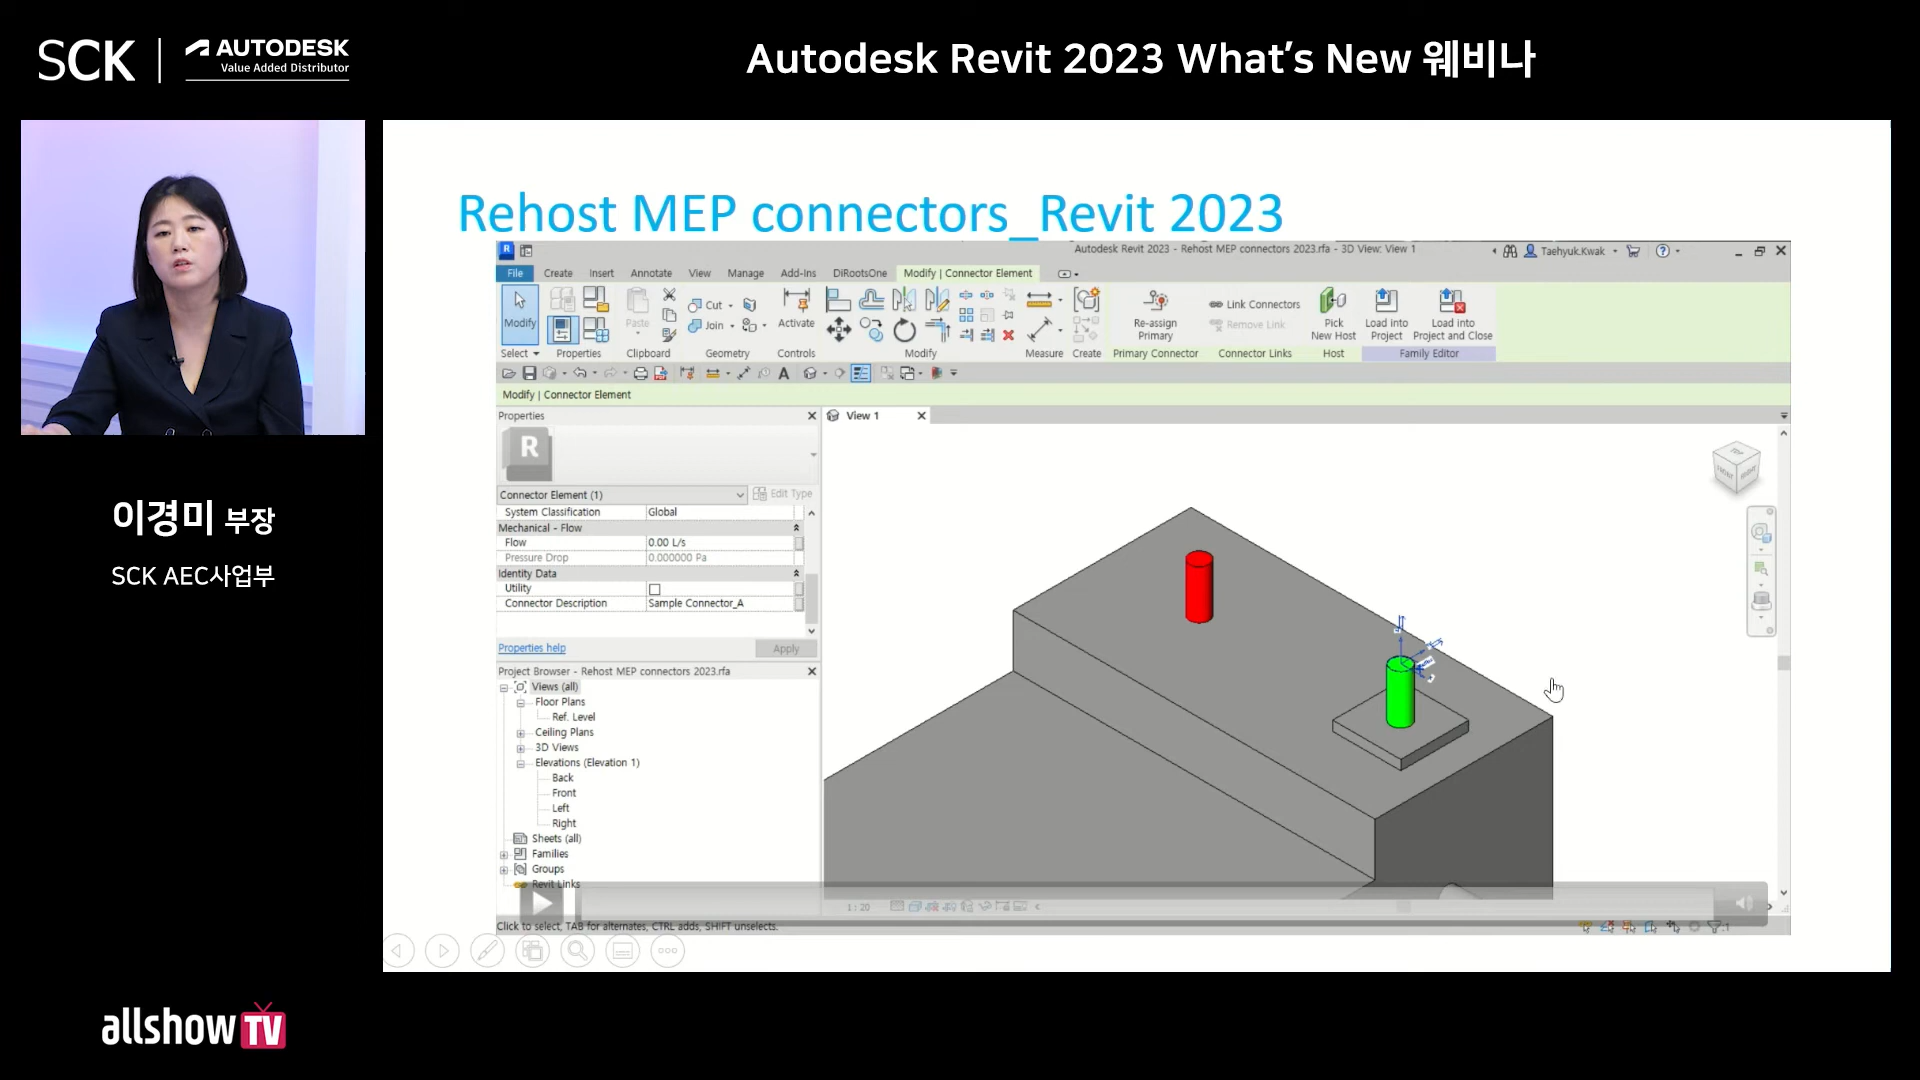 SCK
AUTODESK
Value Added Distributor
Autodesk Revit 2023 What's New 웨비나
이경미 부장
SCK AEC사업부
allshowTV
Rehost MEP connectors_Revit 2023
Autodesk Revit 2023 - Rehost MEP connectors 2023.rfa - 3D View: View 1
Taehyuk.Kwak
File Create Insert Annotate View Manage Add-Ins DiRootsOne Modify | Connector Element
Modify
Paste
Cut
Join
Activate
Re-assign Primary
Link Connectors
Remove Link
Pick New Host
Load into Project
Load into Project and Close
Select Properties Clipboard Geometry Controls Modify Measure Create Primary Connector Connector Links Host Family Editor
Modify | Connector Element
Properties
View 1
R
Connector Element (1)
Edit Type
System Classification Global
Mechanical - Flow
Flow 0.00 L/s
Pressure Drop 0.000000 Pa
Identity Data
Utility
Connector Description Sample Connector_A
Properties help
Apply
Project Browser - Rehost MEP connectors 2023.rfa
Views (all)
Floor Plans
Ref. Level
Ceiling Plans
3D Views
Elevations (Elevation 1)
Back
Front
Left
Right
Sheets (all)
Families
Groups
Revit Links
TOP
FRONT
RIGHT
1 : 20
Click to select, TAB for alternates, CTRL adds, SHIFT unselects.
:1